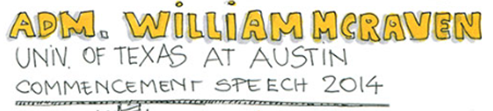 ADM. WILLIAM MCRAVEN
UNIV. OF TEXAS AT AUSTIN
COMMENCEMENT SPEECH 2014